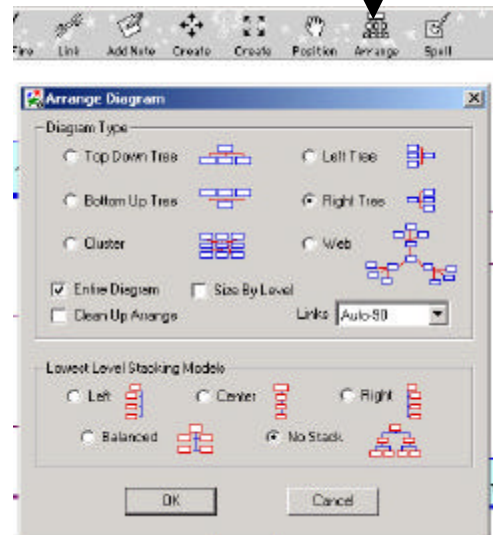 Fire Link Add Note Create Create Position Arrange Spell
Arrange Diagram
Diagram Type
Top Down Tree Left Tree
Bottom Up Tree Right Tree
Cluster Web
Entire Diagram Size By Level
Clean Up Arrange Links Auto-90
Lowest Level Stacking Models
Left Center Right
Balanced No Stack
OK Cancel